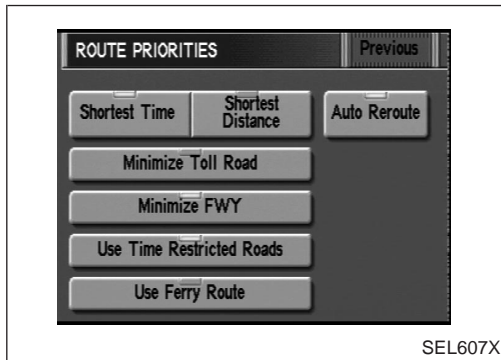 ROUTE PRIORITIES
Previous
Shortest Time
Shortest
Distance
Auto Reroute
Minimize Toll Road
Minimize FWY
Use Time Restricted Roads
Use Ferry Route
SEL607X